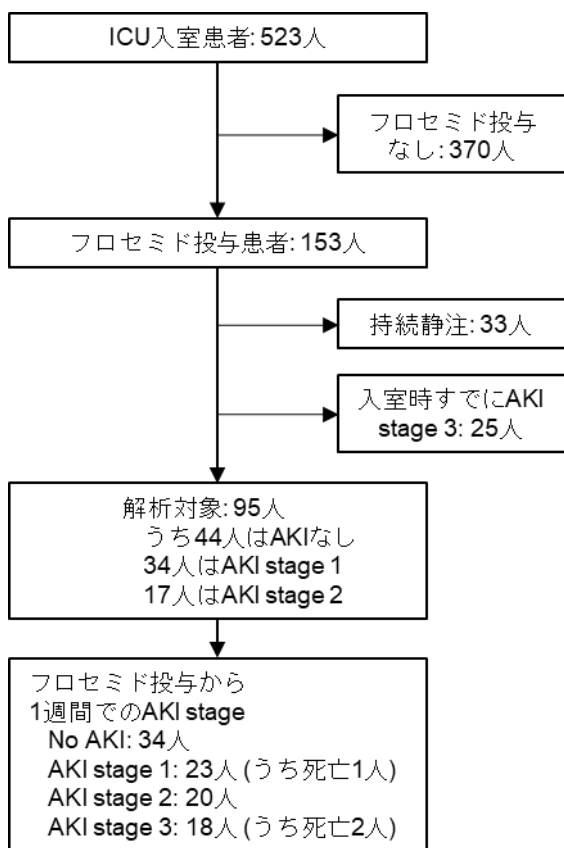 ICU入室患者: 523人
フロセミド投与
なし: 370人
フロセミド投与患者: 153人
持続静注: 33人
入室時すでにAKI
stage 3: 25人
解析対象: 95人
うち44人はAKIなし
34人はAKI stage 1
17人はAKI stage 2
フロセミド投与から
1週間でのAKI stage
No AKI: 34人
AKI stage 1: 23人 (うち死亡1人)
AKI stage 2: 20人
AKI stage 3: 18人 (うち死亡2人)